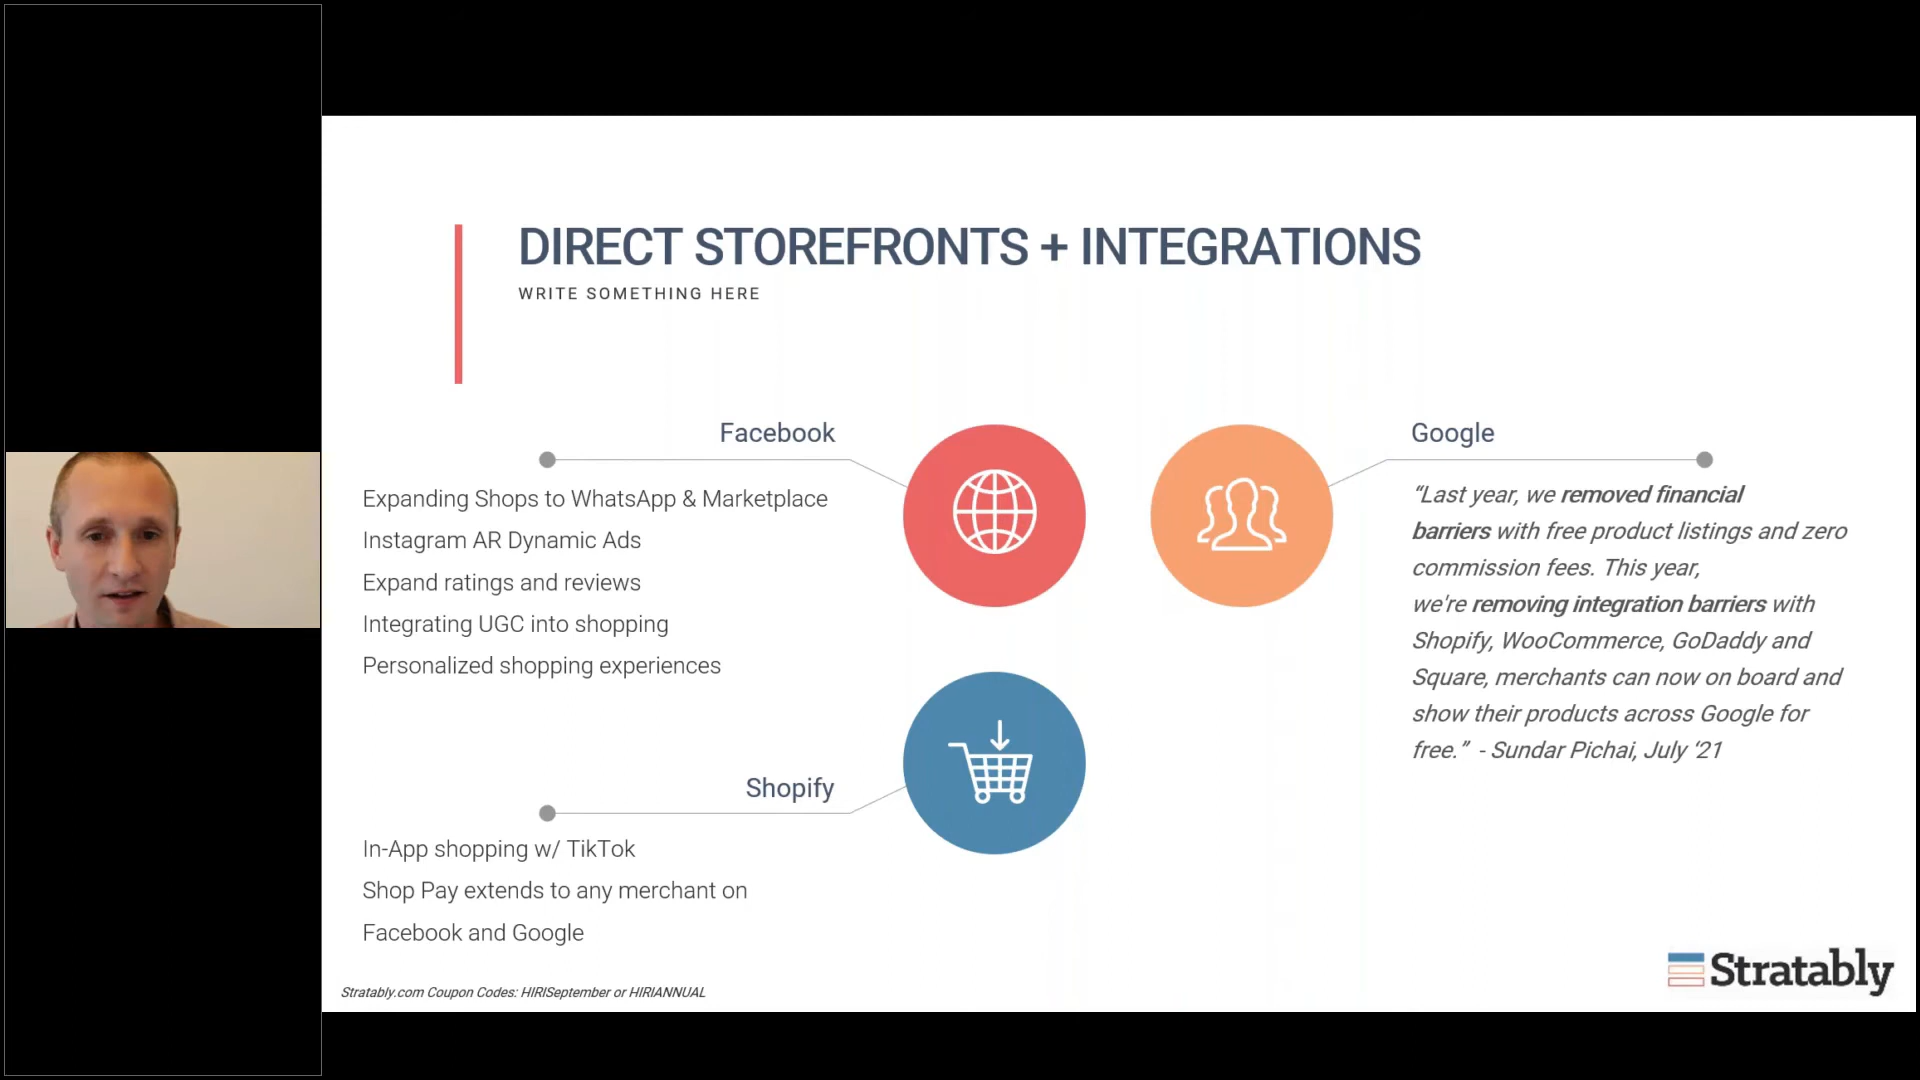 DIRECT STOREFRONTS + INTEGRATIONS
WRITE SOMETHING HERE
Facebook
Expanding Shops to WhatsApp & Marketplace
Instagram AR Dynamic Ads
Expand ratings and reviews
Integrating UGC into shopping
Personalized shopping experiences
Shopify
In-App shopping w/ TikTok
Shop Pay extends to any merchant on
Facebook and Google
Google
“Last year, we removed financial
barriers with free product listings and zero
commission fees. This year,
we're removing integration barriers with
Shopify, WooCommerce, GoDaddy and
Square, merchants can now on board and
show their products across Google for
free.” - Sundar Pichai, July ‘21
Stratably.com Coupon Codes: HIRISeptember or HIRIANNUAL
Stratably